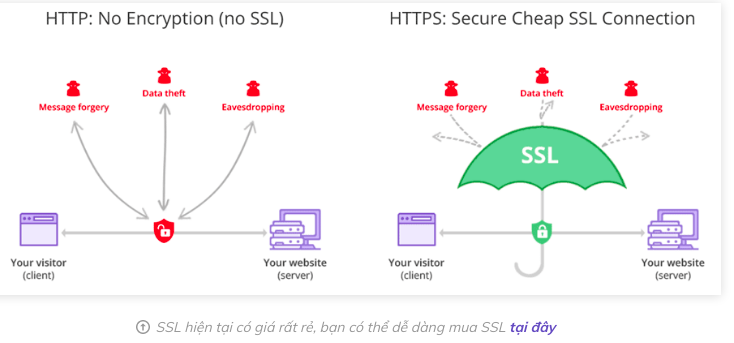 HTTP: No Encryption (no SSL)
Message forgery
Data theft
Eavesdropping
Your visitor
(client)
Your website
(server)
HTTPS: Secure Cheap SSL Connection
Message forgery
Data theft
Eavesdropping
SSL
Your visitor
(client)
Your website
(server)
SSL hiện tại có giá rất rẻ, bạn có thể dễ dàng mua SSL tại đây